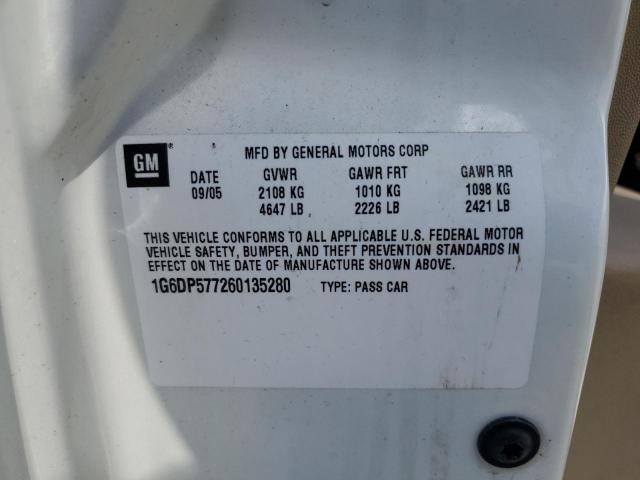 GM ® ®
MFD BY GENERAL MOTORS CORP
DATE GVWR GAWR FRT GAWR RR
09/05 2108 KG 1010 KG 1098 KG
4647 LB 2226 LB 2421 LB
THIS VEHICLE CONFORMS TO ALL APPLICABLE U.S. FEDERAL MOTOR
VEHICLE SAFETY, BUMPER, AND THEFT PREVENTION STANDARDS IN
EFFECT ON THE DATE OF MANUFACTURE SHOWN ABOVE.
1G6DP577260135280 TYPE: PASS CAR